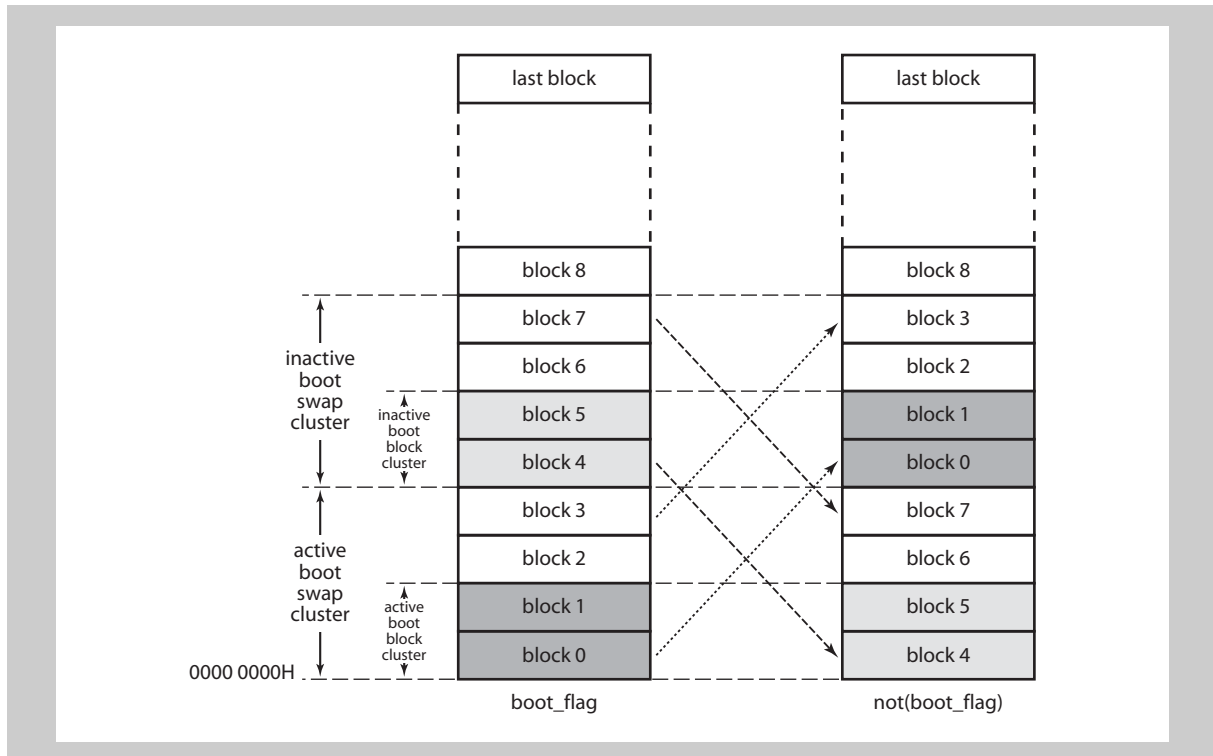 last block
block 8
block 7
block 6
block 5
block 4
block 3
block 2
block 1
block 0
boot_flag
inactive
boot
swap
cluster
inactive
boot
block
cluster
active
boot
swap
cluster
active
boot
block
cluster
0000 0000H
last block
block 8
block 3
block 2
block 1
block 0
block 7
block 6
block 5
block 4
not(boot_flag)